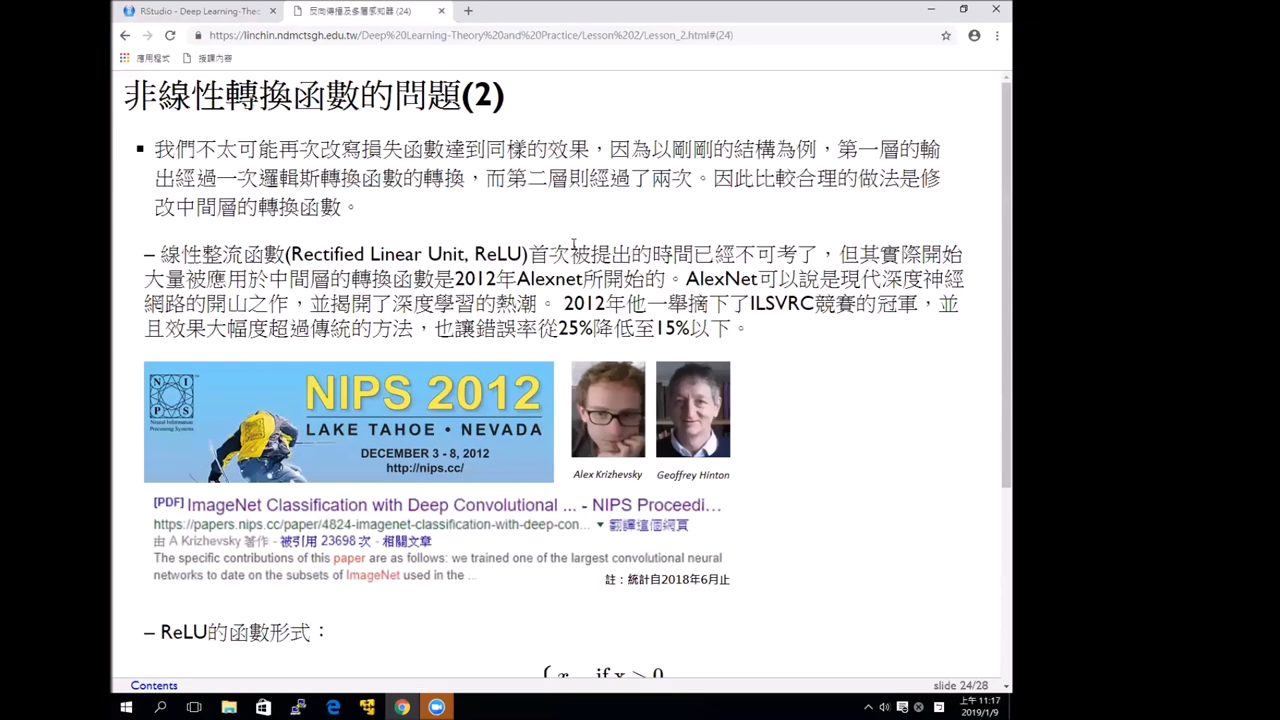 RStudio - Deep Learning-Theo
反向傳播及多層感知器 (24)
https://linchin.ndmctsgh.edu.tw/Deep%20Learning-Theory%20and%20Practice/Lesson%202/Lesson_2.html#(24)
應用程式
授課內容
非線性轉換函數的問題(2)
我們不太可能再次改寫損失函數達到同樣的效果，因為以剛剛的結構為例，第一層的輸
出經過一次邏輯斯轉換函數的轉換，而第二層則經過了兩次。因此比較合理的做法是修
改中間層的轉換函數。
– 線性整流函數(Rectified Linear Unit, ReLU)首次被提出的時間已經不可考了，但其實際開始
大量被應用於中間層的轉換函數是2012年Alexnet所開始的。AlexNet可以說是現代深度神經
網路的開山之作，並揭開了深度學習的熱潮。 2012年他一舉摘下了ILSVRC競賽的冠軍，並
且效果大幅度超過傳統的方法，也讓錯誤率從25%降低至15%以下。
N I P S
Neural Information
Processing Systems
NIPS 2012
LAKE TAHOE • NEVADA
DECEMBER 3 - 8, 2012
http://nips.cc/
Alex Krizhevsky
Geoffrey Hinton
[PDF] ImageNet Classification with Deep Convolutional ... - NIPS Proceedi...
https://papers.nips.cc/paper/4824-imagenet-classification-with-deep-con... ▼ 翻譯這個網頁
由 A Krizhevsky 著作 - 被引用 23698 次 - 相關文章
The specific contributions of this paper are as follows: we trained one of the largest convolutional neural
networks to date on the subsets of ImageNet used in the ...
註：統計自2018年6月止
– ReLU的函數形式：
x if x > 0
Contents
slide 24/28
上午 11:17
2019/1/9